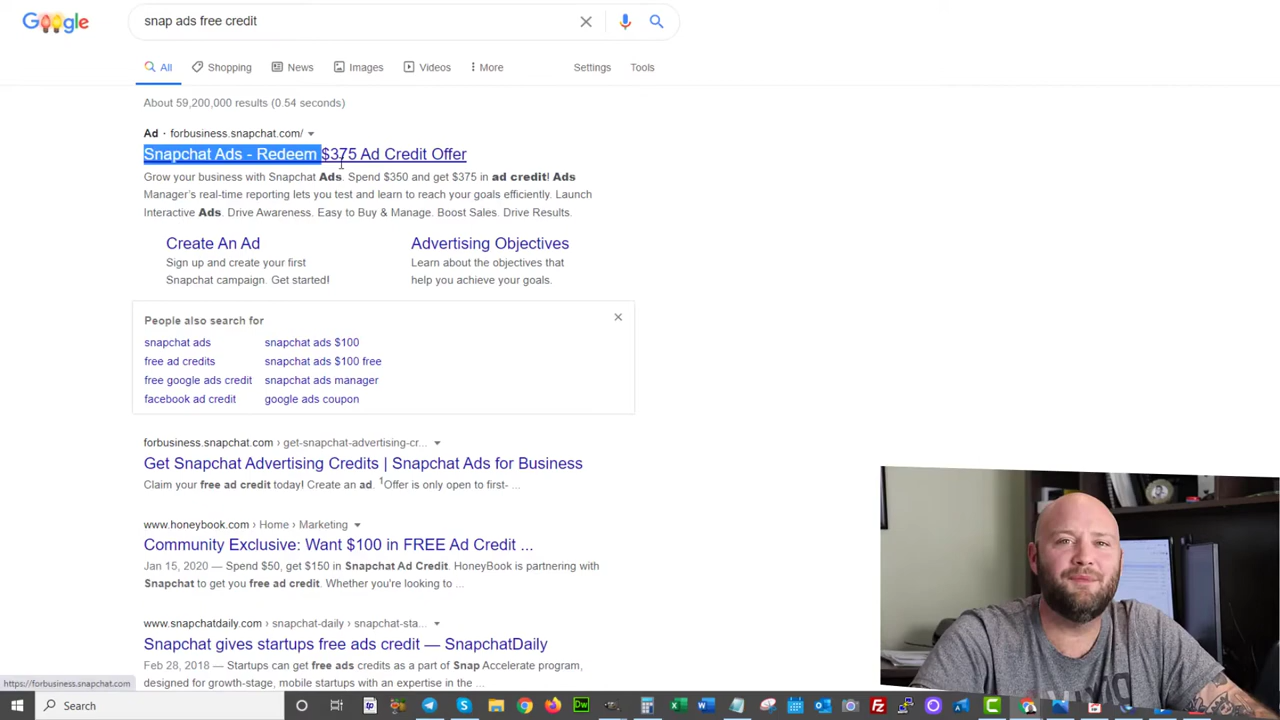 Google
snap ads free credit
All Shopping News Images Videos More Settings Tools
About 59,200,000 results (0.54 seconds)
Ad · forbusiness.snapchat.com/
Snapchat Ads - Redeem $375 Ad Credit Offer
Grow your business with Snapchat Ads. Spend $350 and get $375 in ad credit! Ads
Manager's real-time reporting lets you test and learn to reach your goals efficiently. Launch
Interactive Ads. Drive Awareness. Easy to Buy & Manage. Boost Sales. Drive Results.
Create An Ad
Sign up and create your first
Snapchat campaign. Get started!
Advertising Objectives
Learn about the objectives that
help you achieve your goals.
People also search for
snapchat ads snapchat ads $100
free ad credits snapchat ads $100 free
free google ads credit snapchat ads manager
facebook ad credit google ads coupon
forbusiness.snapchat.com › get-snapchat-advertising-cr...
Get Snapchat Advertising Credits | Snapchat Ads for Business
Claim your free ad credit today! Create an ad. 1Offer is only open to first- ...
www.honeybook.com › Home › Marketing
Community Exclusive: Want $100 in FREE Ad Credit ...
Jan 15, 2020 — Spend $50, get $150 in Snapchat Ad Credit. HoneyBook is partnering with
Snapchat to get you free ad credit. Whether you're looking to ...
www.snapchatdaily.com › snapchat-daily › snapchat-sta...
Snapchat gives startups free ads credit — SnapchatDaily
Feb 28, 2018 — Startups can get free ads credits as a part of Snap Accelerate program,
designed for growth-stage, mobile startups with an expertise in the ...
https://forbusiness.snapchat.com
Search
Dw